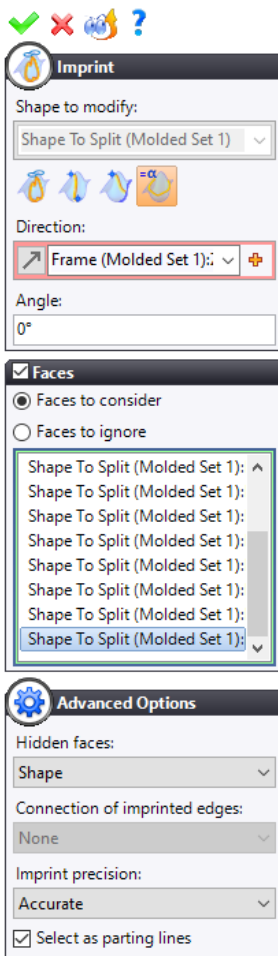 ?
Imprint
Shape to modify:
Shape To Split (Molded Set 1)
=α
Direction:
Frame (Molded Set 1):
Angle:
0°
Faces
Faces to consider
Faces to ignore
Shape To Split (Molded Set 1):
Shape To Split (Molded Set 1):
Shape To Split (Molded Set 1):
Shape To Split (Molded Set 1):
Shape To Split (Molded Set 1):
Shape To Split (Molded Set 1):
Shape To Split (Molded Set 1):
Shape To Split (Molded Set 1):
Advanced Options
Hidden faces:
Shape
Connection of imprinted edges:
None
Imprint precision:
Accurate
Select as parting lines